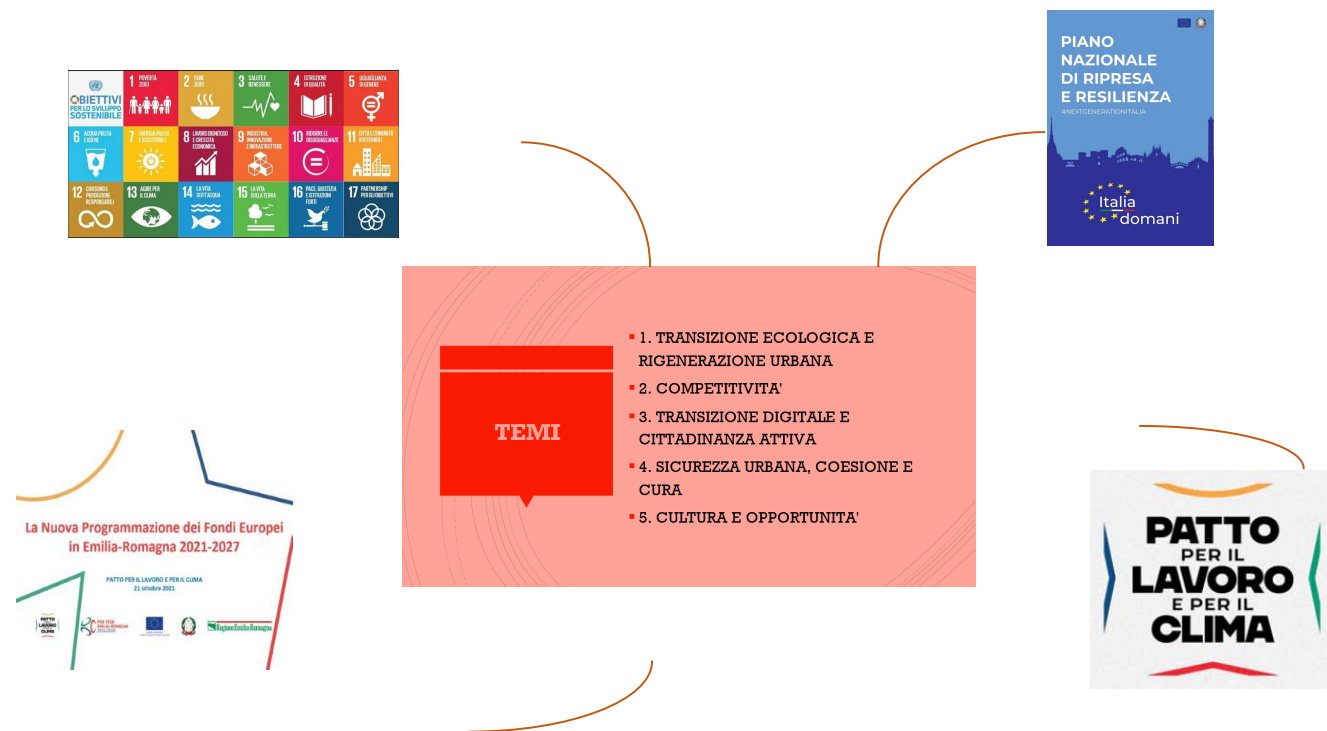 OBIETTIVI
PER LO SVILUPPO
SOSTENIBILE
1 POVERTÀ
ZERO
2 FAME
ZERO
3 SALUTE E
BENESSERE
4 ISTRUZIONE
DI QUALITÀ
5 UGUAGLIANZA
DI GENERE
6 ACQUA PULITA
E IGIENE
7 ENERGIA PULITA
E ACCESSIBILE
8 LAVORO DIGNITOSO
E CRESCITA
ECONOMICA
9 INDUSTRIA,
INNOVAZIONE
E INFRASTRUTTURE
10 RIDURRE LE
DISUGUAGLIANZE
11 CITTÀ E COMUNITÀ
SOSTENIBILI
12 CONSUMO E
PRODUZIONE
RESPONSABILI
13 AGIRE PER
IL CLIMA
14 LA VITA
SOTT'ACQUA
15 LA VITA
SULLA TERRA
16 PACE, GIUSTIZIA
E ISTITUZIONI
FORTI
17 PARTNERSHIP
PER GLI OBIETTIVI
PIANO
NAZIONALE
DI RIPRESA
E RESILIENZA
#NEXTGENERATIONITALIA
Italia
domani
TEMI
1. TRANSIZIONE ECOLOGICA E
RIGENERAZIONE URBANA
2. COMPETITIVITA'
3. TRANSIZIONE DIGITALE E
CITTADINANZA ATTIVA
4. SICUREZZA URBANA, COESIONE E
CURA
5. CULTURA E OPPORTUNITA'
La Nuova Programmazione dei Fondi Europei
in Emilia-Romagna 2021-2027
PATTO PER IL LAVORO E PER IL CLIMA
21 ottobre 2021
PATTO
LAVORO
CLIMA
RegioneEmilia-Romagna
PATTO
PER IL
LAVORO
E PER IL
CLIMA